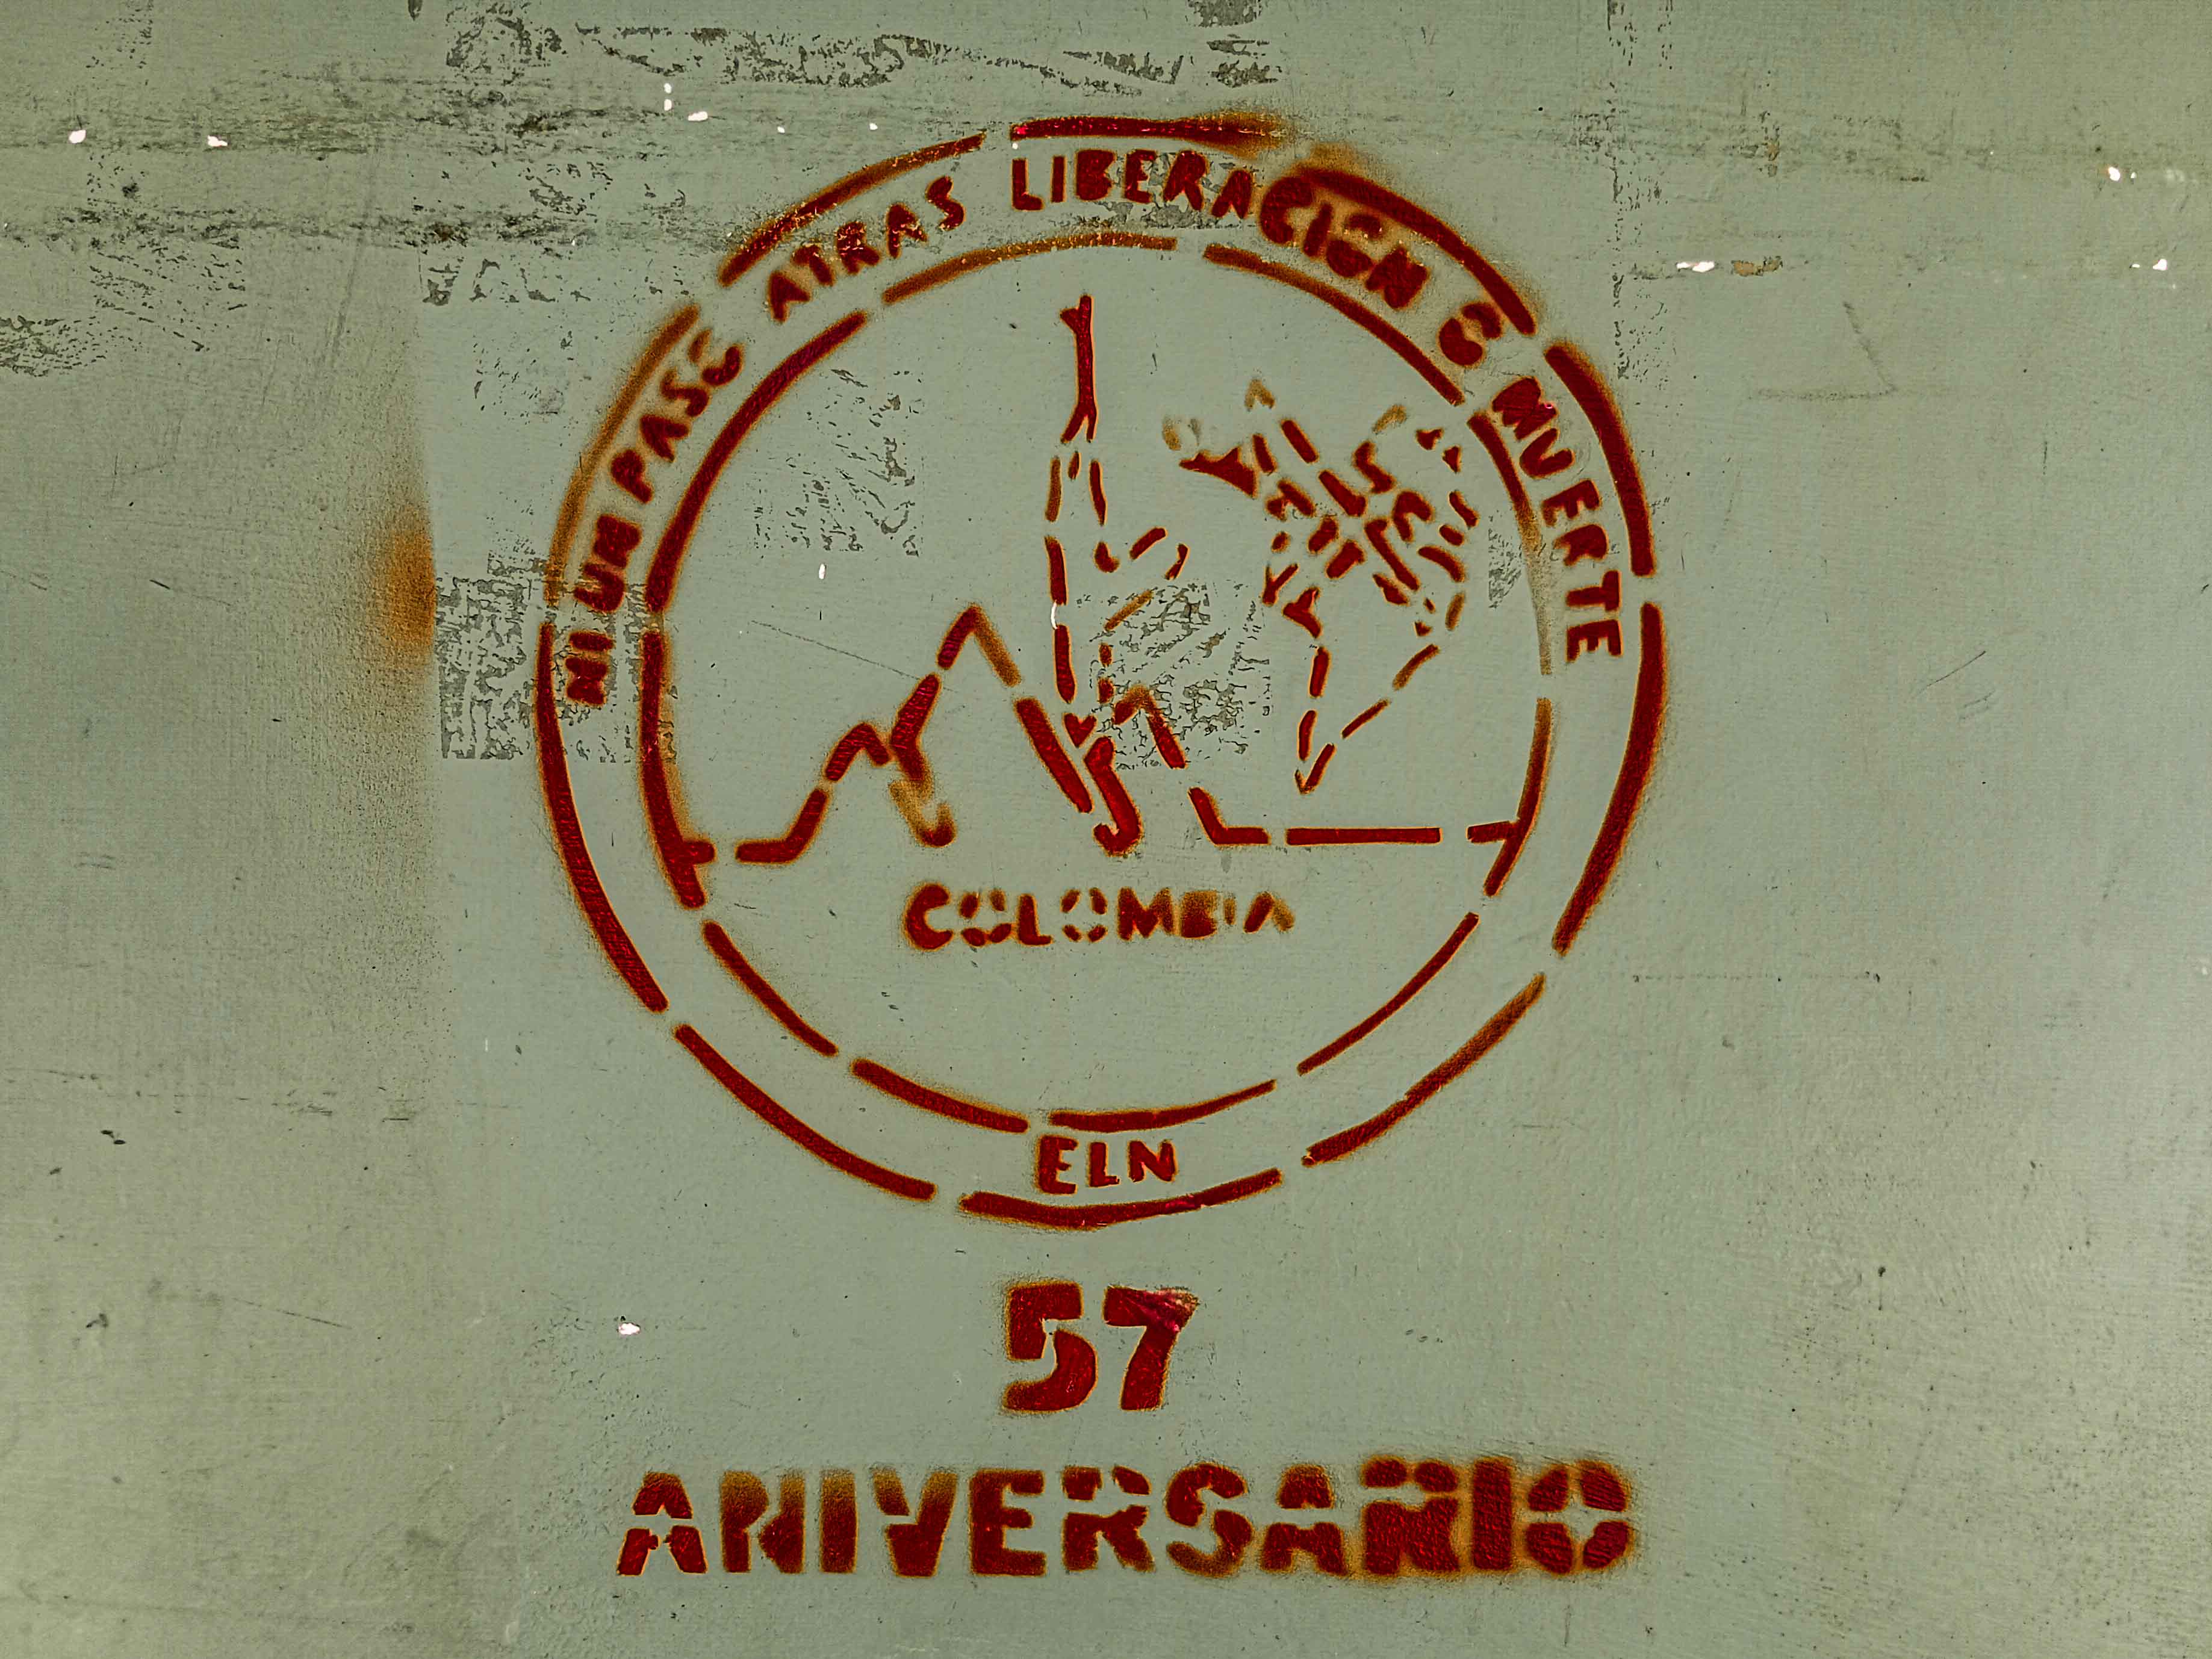 NI UN PASO ATRAS LIBERACION O MUERTE
COLOMBIA
ELN
57
ANIVERSARIO